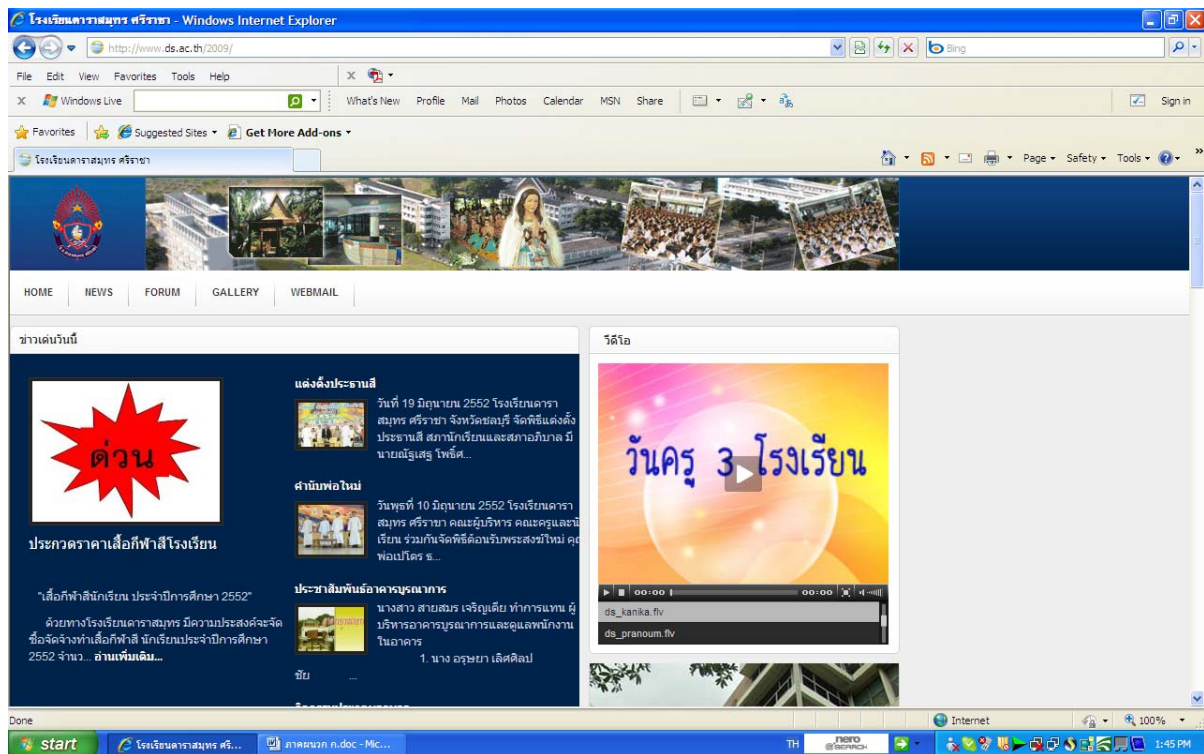 โรงเรียนดาราสมุทร ศรีราชา - Windows Internet Explorer
http://www.ds.ac.th/2009/
Bing
File Edit View Favorites Tools Help
X
X Windows Live
What's New Profile Mail Photos Calendar MSN Share
Sign in
Favorites Suggested Sites Get More Add-ons
โรงเรียนดาราสมุทร ศรีราชา
Page Safety Tools
HOME NEWS FORUM GALLERY WEBMAIL
ข่าวเด่นวันนี้
ด่วน
ประกวดราคาเสื้อกีฬาสีโรงเรียน
"เสื้อกีฬาสีนักเรียน ประจำปีการศึกษา 2552"
ด้วยทางโรงเรียนดาราสมุทร มีความประสงค์จะจัด
ซื้อจัดจ้างทำเสื้อกีฬาสี นักเรียนประจำปีการศึกษา
2552 จำนว... อ่านเพิ่มเติม...
แต่งตั้งประธานสี
วันที่ 19 มิถุนายน 2552 โรงเรียนดารา
สมุทร ศรีราชา จังหวัดชลบุรี จัดพิธีแต่งตั้ง
ประธานสี สภานักเรียนและสภาอภิบาล มี
นายณัฐเสฐ โพธิ์ศ...
คำนับพ่อใหม่
วันพุธที่ 10 มิถุนายน 2552 โรงเรียนดารา
สมุทร ศรีราชา คณะผู้บริหาร คณะครูและนั
เรียน ร่วมกันจัดพิธีต้อนรับพระสงฆ์ใหม่ คุ
พ่อเปโตร ธ...
ประชาสัมพันธ์อาคารบูรณาการ
นางสาว สายสมร เจริญเดีย ทำการแทน ผู้
บริหารอาคารบูรณาการและดูแลพนักงาน
ในอาคาร
1. นาง อรุษยา เลิศศิลป
ชัย ...
วีดีโอ
วันครู 3 โรงเรียน
00:00 00:00
ds_kanika.flv
ds_pranoum.flv
Done
Internet
100%
start
โรงเรียนดาราสมุทร ศรี...
ภาคผนวก ก.doc - Mic...
TH
nero
SEARCH
1:45 PM